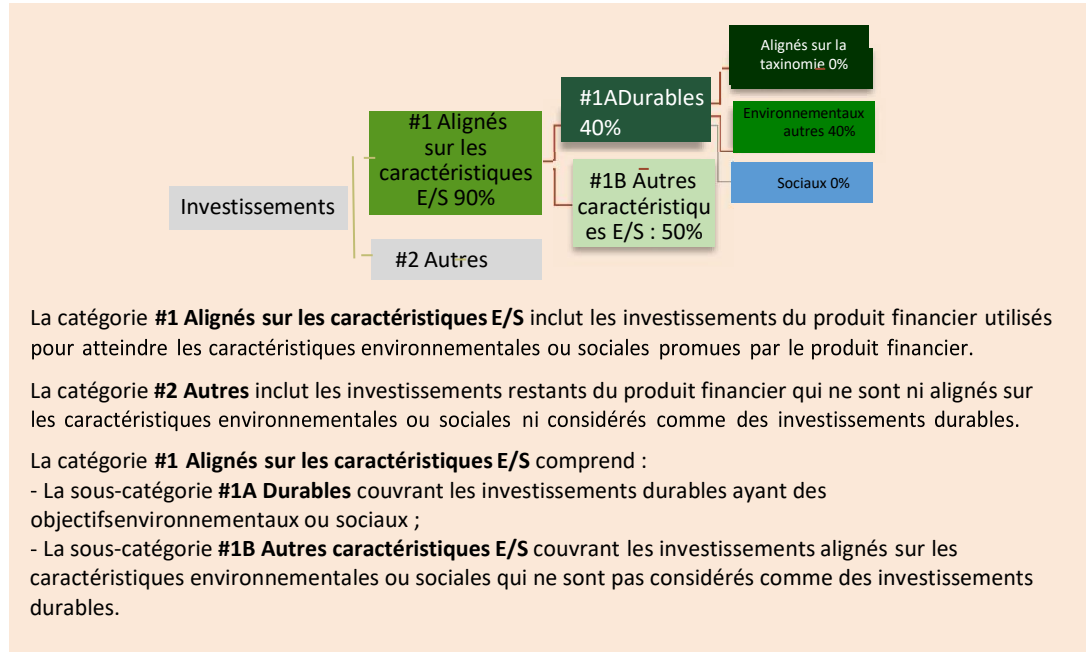 Alignés sur la
taxinomie 0%
#1ADurables
40%
Environnementaux
autres 40%
#1 Alignés
sur les
caractéristiques
E/S 90%
#1B Autres
caractéristiqu
es E/S : 50%
Sociaux 0%
Investissements
#2 Autres
La catégorie #1 Alignés sur les caractéristiques E/S inclut les investissements du produit financier utilisés
pour atteindre les caractéristiques environnementales ou sociales promues par le produit financier.
La catégorie #2 Autres inclut les investissements restants du produit financier qui ne sont ni alignés sur
les caractéristiques environnementales ou sociales ni considérés comme des investissements durables.
La catégorie #1 Alignés sur les caractéristiques E/S comprend :
- La sous-catégorie #1A Durables couvrant les investissements durables ayant des
objectifsenvironnementaux ou sociaux ;
- La sous-catégorie #1B Autres caractéristiques E/S couvrant les investissements alignés sur les
caractéristiques environnementales ou sociales qui ne sont pas considérés comme des investissements
durables.